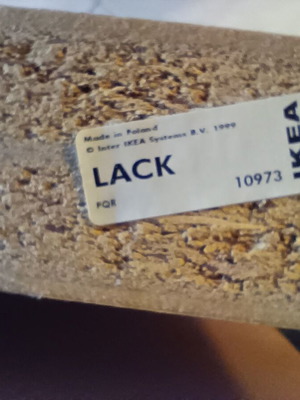 Made in Poland
© Inter IKEA Systems B.V. 1999
LACK
10973
PQR
IKEA